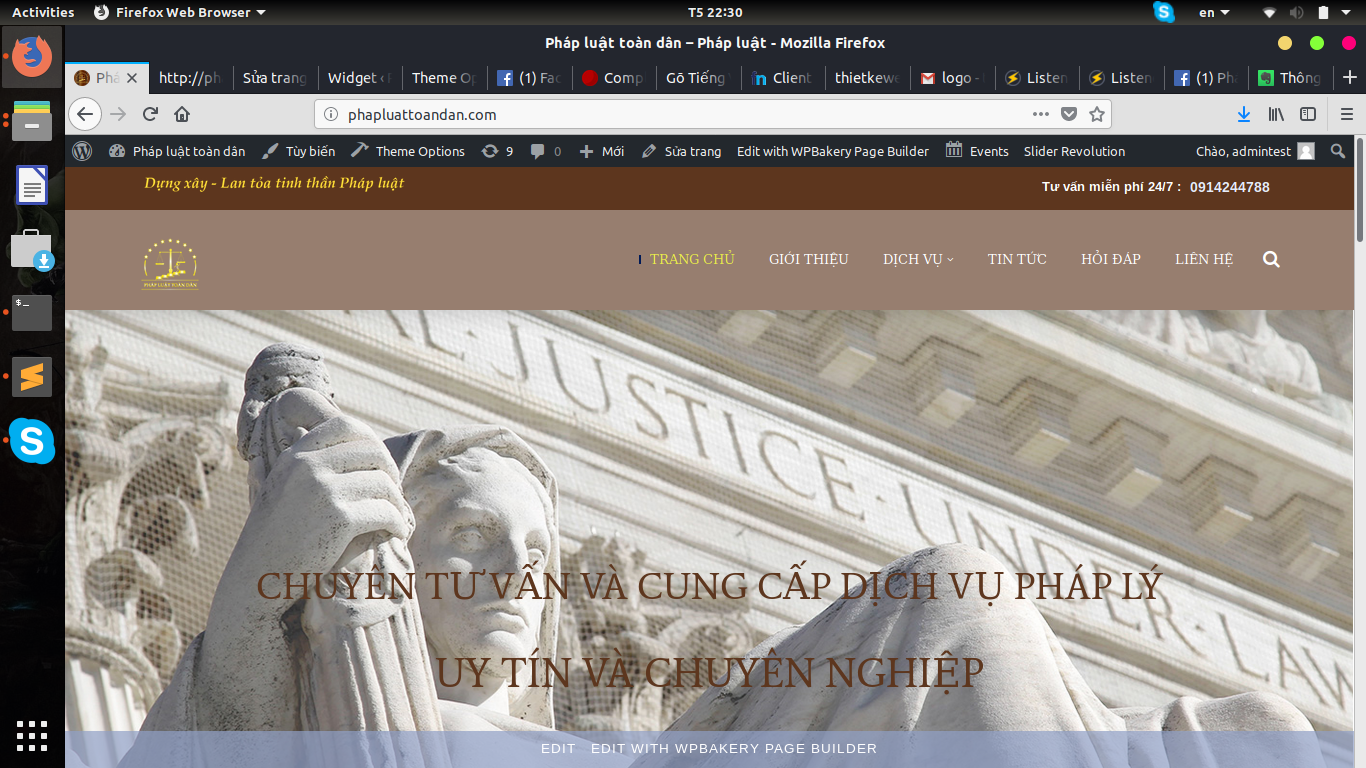 Activities Firefox Web Browser T5 22:30 en
Pháp luật toàn dân – Pháp luật - Mozilla Firefox
Phá http://ph Sửa trang Widget ‹ Theme Op (1) Fac Comp Gõ Tiếng Client thietkewe logo - Listen Listen (1) Ph Thông
phapluattoandan.com
Pháp luật toàn dân Tùy biến Theme Options 9 0 Mới Sửa trang Edit with WPBakery Page Builder Events Slider Revolution Chào, admintest
Dựng xây - Lan tỏa tinh thần Pháp luật Tư vấn miễn phí 24/7 : 0914244788
TRANG CHỦ GIỚI THIỆU DỊCH VỤ TIN TỨC HỎI ĐÁP LIÊN HỆ
PHÁP LUẬT TOÀN DÂN
AL · JUSTICE · UNDER · LAW
CHUYÊN TƯ VẤN VÀ CUNG CẤP DỊCH VỤ PHÁP LÝ
UY TÍN VÀ CHUYÊN NGHIỆP
EDIT EDIT WITH WPBAKERY PAGE BUILDER